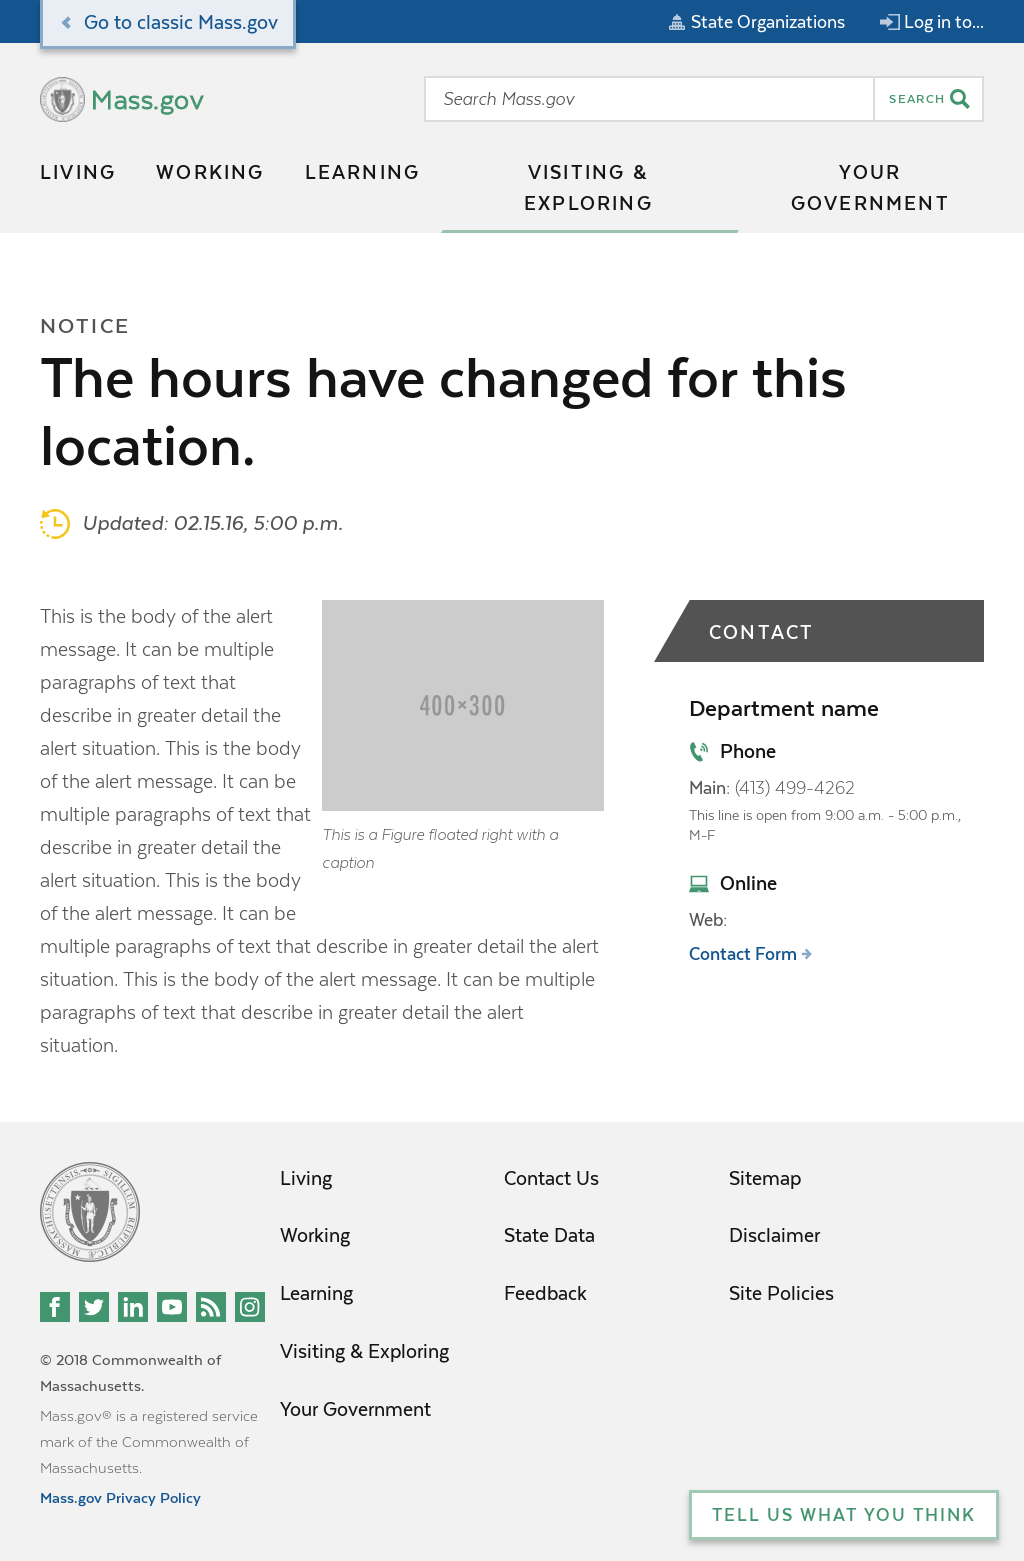 Go to classic Mass.gov
State Organizations
Log in to...
Mass.gov
Search Mass.gov
SEARCH
LIVING
WORKING
LEARNING
VISITING &
EXPLORING
YOUR
GOVERNMENT
NOTICE
The hours have changed for this
location.
Updated: 02.15.16, 5:00 p.m.
This is the body of the alert
message. It can be multiple
paragraphs of text that
describe in greater detail the
alert situation. This is the body
of the alert message. It can be
multiple paragraphs of text that
describe in greater detail the
alert situation. This is the body
of the alert message. It can be
multiple paragraphs of text that describe in greater detail the alert
situation. This is the body of the alert message. It can be multiple
paragraphs of text that describe in greater detail the alert
situation.
400×300
This is a Figure floated right with a
caption
CONTACT
Department name
Phone
Main: (413) 499-4262
This line is open from 9:00 a.m. - 5:00 p.m.,
M-F
Online
Web:
Contact Form
Living
Working
Learning
Visiting & Exploring
Your Government
Contact Us
State Data
Feedback
Sitemap
Disclaimer
Site Policies
© 2018 Commonwealth of
Massachusetts.
Mass.gov® is a registered service
mark of the Commonwealth of
Massachusetts.
Mass.gov Privacy Policy
TELL US WHAT YOU THINK